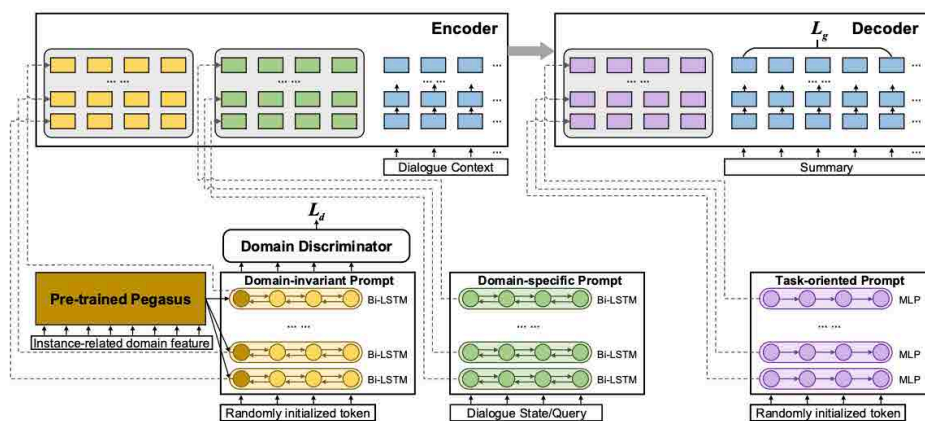 Encoder
Decoder
L_g
... ...
... ...
... ...
... ...
... ...
...
...
...
...
...
...
...
...
Dialogue Context
Summary
L_d
Domain Discriminator
Pre-trained Pegasus
Instance-related domain feature
Domain-invariant Prompt
Bi-LSTM
... ...
Bi-LSTM
Bi-LSTM
Randomly initialized token
Domain-specific Prompt
Bi-LSTM
... ...
Bi-LSTM
Bi-LSTM
Dialogue State/Query
Task-oriented Prompt
MLP
... ...
MLP
MLP
Randomly initialized token